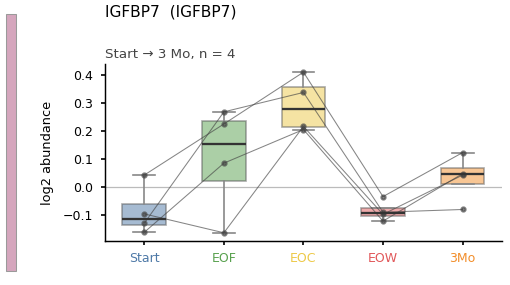 IGFBP7  (IGFBP7)
Start → 3 Mo, n = 4
log2 abundance
0.4
0.3
0.2
0.1
0.0
−0.1
Start EOF EOC EOW 3Mo